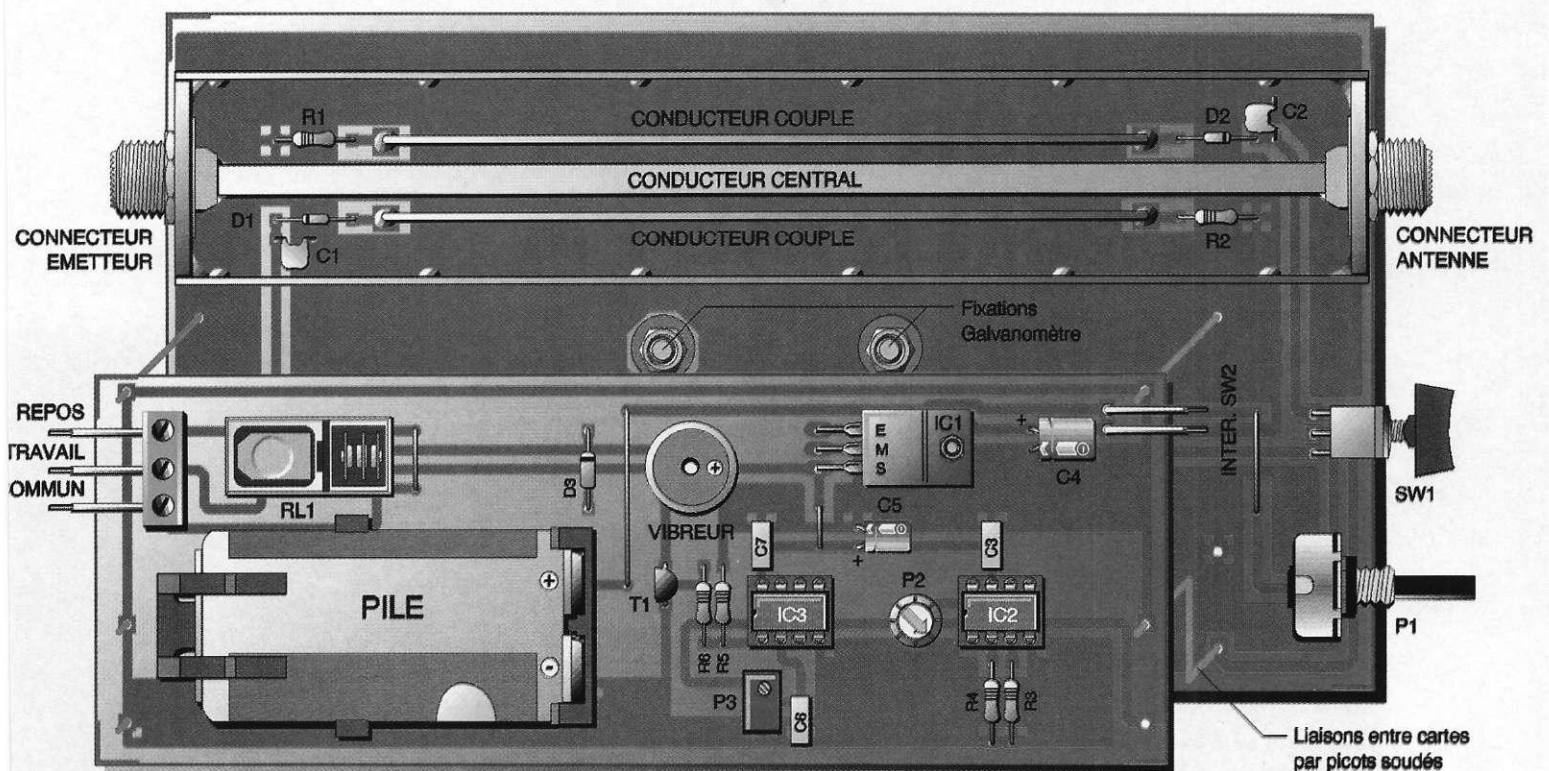 R1
CONDUCTEUR COUPLE
D2
C2
CONDUCTEUR CENTRAL
D1
C1
CONDUCTEUR COUPLE
R2
CONNECTEUR
EMETTEUR
CONNECTEUR
ANTENNE
Fixations
Galvanomètre
REPOS
TRAVAIL
OMMUN
RL1
D3
VIBREUR
E
M
S
IC1
+
C4
INTER. SW2
SW1
C5
+
C7
C3
PILE
+
-
T1
R6
R5
IC3
P2
IC2
P1
P3
C6
R4
R3
Liaisons entre cartes
par picots soudés